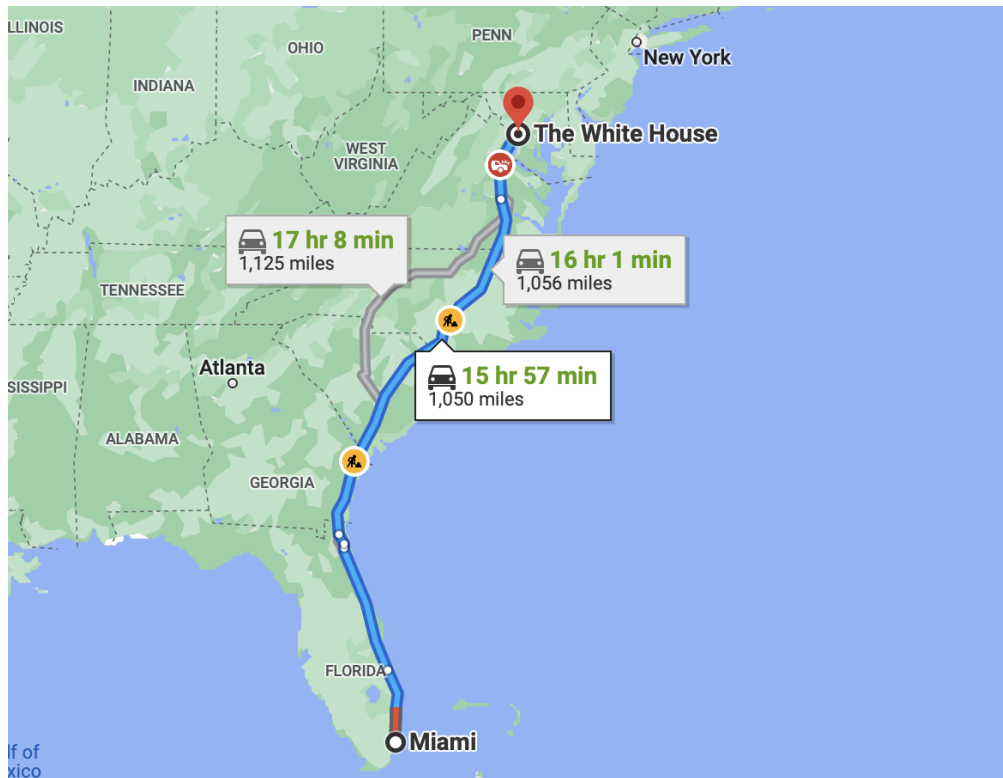 LLINOIS
OHIO
PENN
New York
INDIANA
The White House
WEST
VIRGINIA
17 hr 8 min
1,125 miles
16 hr 1 min
1,056 miles
TENNESSEE
Atlanta
15 hr 57 min
1,050 miles
SISSIPPI
ALABAMA
GEORGIA
FLORIDA
Miami
lf of
xico